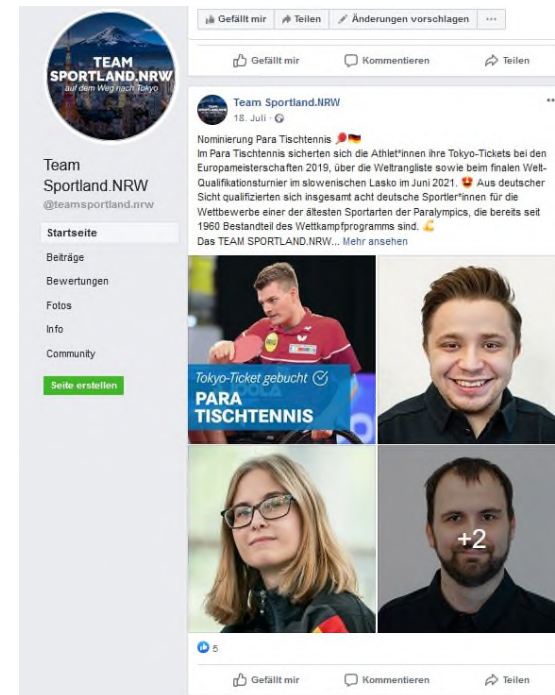 TEAM
SPORTLAND.NRW
auf dem Weg nach Tokyo
Team
Sportland.NRW
@teamsportland.nrw
Startseite
Beiträge
Bewertungen
Fotos
Info
Community
Seite erstellen
Gefällt mir Teilen Änderungen vorschlagen ...
Gefällt mir Kommentieren Teilen
Team Sportland.NRW
18. Juli ·
Nominierung Para Tischtennis
Im Para Tischtennis sicherten sich die Athlet*innen ihre Tokyo-Tickets bei den
Europameisterschaften 2019, über die Weltrangliste sowie beim finalen Welt-
Qualifikationsturnier im slowenischen Lasko im Juni 2021. 😍 Aus deutscher
Sicht qualifizierten sich insgesamt acht deutsche Sportler*innen für die
Wettbewerbe einer der ältesten Sportarten der Paralympics, die bereits seit
1960 Bestandteil des Wettkampfprogramms sind. 💪
Das TEAM SPORTLAND.NRW... Mehr ansehen
Tokyo-Ticket gebucht
PARA
TISCHTENNIS
+2
5
Gefällt mir Kommentieren Teilen